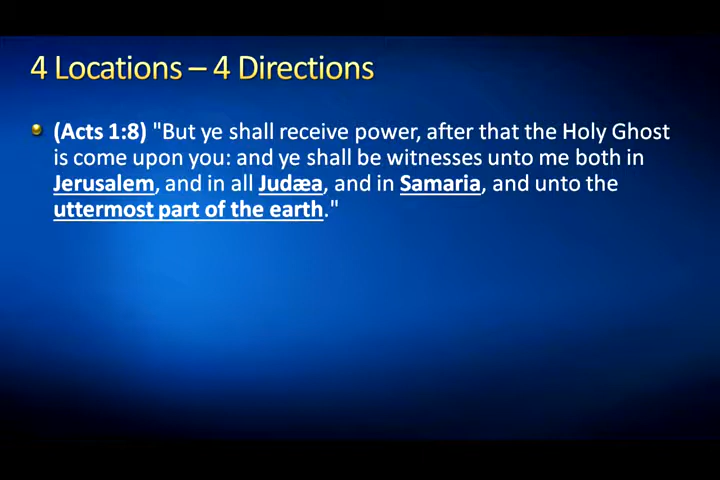 4 Locations – 4 Directions
(Acts 1:8) "But ye shall receive power, after that the Holy Ghost
is come upon you: and ye shall be witnesses unto me both in
Jerusalem, and in all Judæa, and in Samaria, and unto the
uttermost part of the earth."